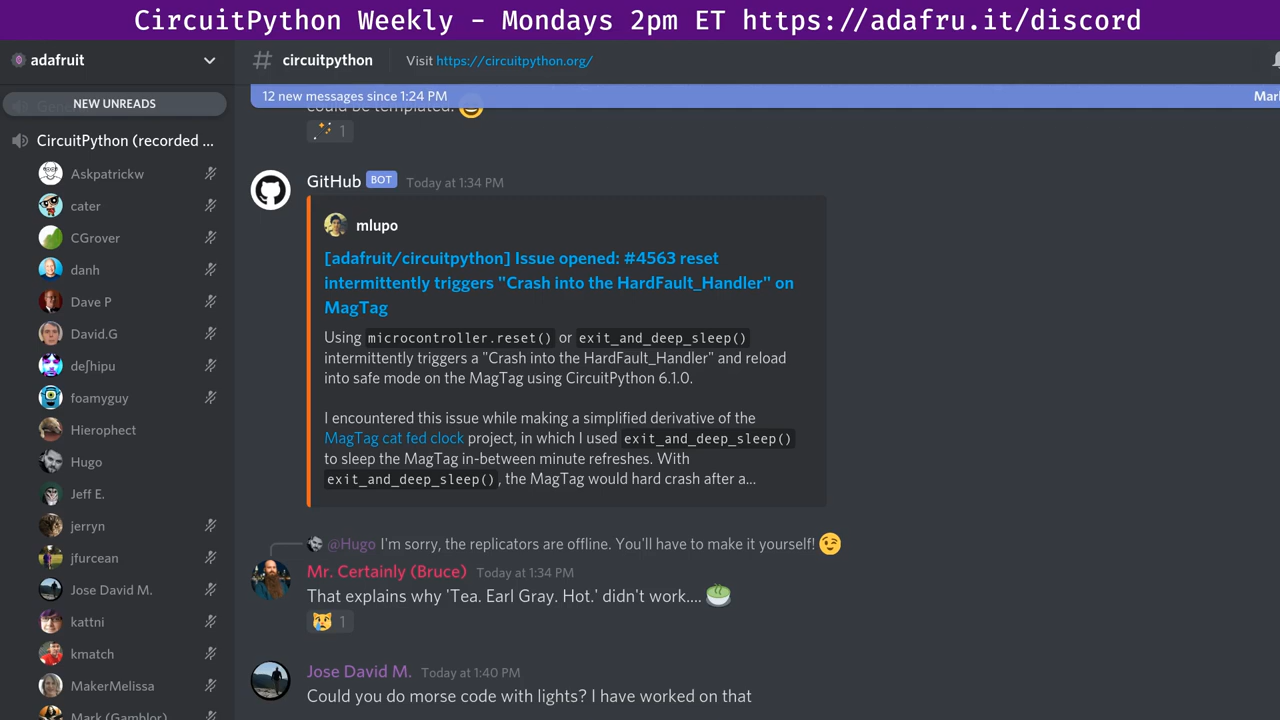 CircuitPython Weekly - Mondays 2pm ET https://adafru.it/discord
adafruit
# circuitpython
Visit https://circuitpython.org/
NEW UNREADS
CircuitPython (recorded ...
Askpatrickw
cater
CGrover
danh
Dave P
David.G
deʃhipu
foamyguy
Hierophect
Hugo
Jeff E.
jerryn
jfurcean
Jose David M.
kattni
kmatch
MakerMelissa
Mark (Gamblor)
12 new messages since 1:24 PM
could be templated.
1
GitHub BOT Today at 1:34 PM
mlupo
[adafruit/circuitpython] Issue opened: #4563 reset
intermittently triggers "Crash into the HardFault_Handler" on
MagTag
Using microcontroller.reset() or exit_and_deep_sleep()
intermittently triggers a "Crash into the HardFault_Handler" and reload
into safe mode on the MagTag using CircuitPython 6.1.0.
I encountered this issue while making a simplified derivative of the
MagTag cat fed clock project, in which I used exit_and_deep_sleep()
to sleep the MagTag in-between minute refreshes. With
exit_and_deep_sleep(), the MagTag would hard crash after a...
@Hugo I'm sorry, the replicators are offline. You'll have to make it yourself! 😉
Mr. Certainly (Bruce) Today at 1:34 PM
That explains why 'Tea. Earl Gray. Hot.' didn't work.... 🍵
😿 1
Jose David M. Today at 1:40 PM
Could you do morse code with lights? I have worked on that